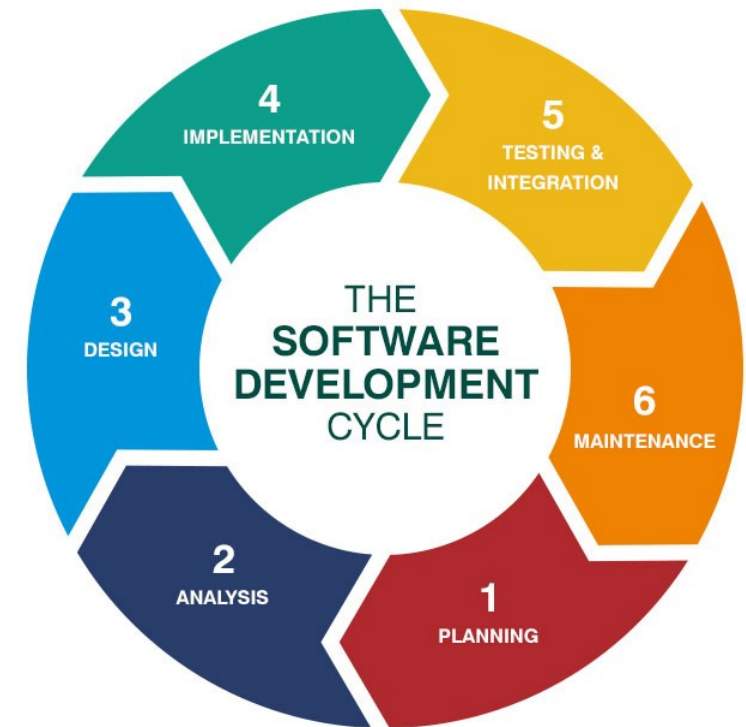 THE
SOFTWARE
DEVELOPMENT
CYCLE
1
PLANNING
2
ANALYSIS
3
DESIGN
4
IMPLEMENTATION
5
TESTING &
INTEGRATION
6
MAINTENANCE